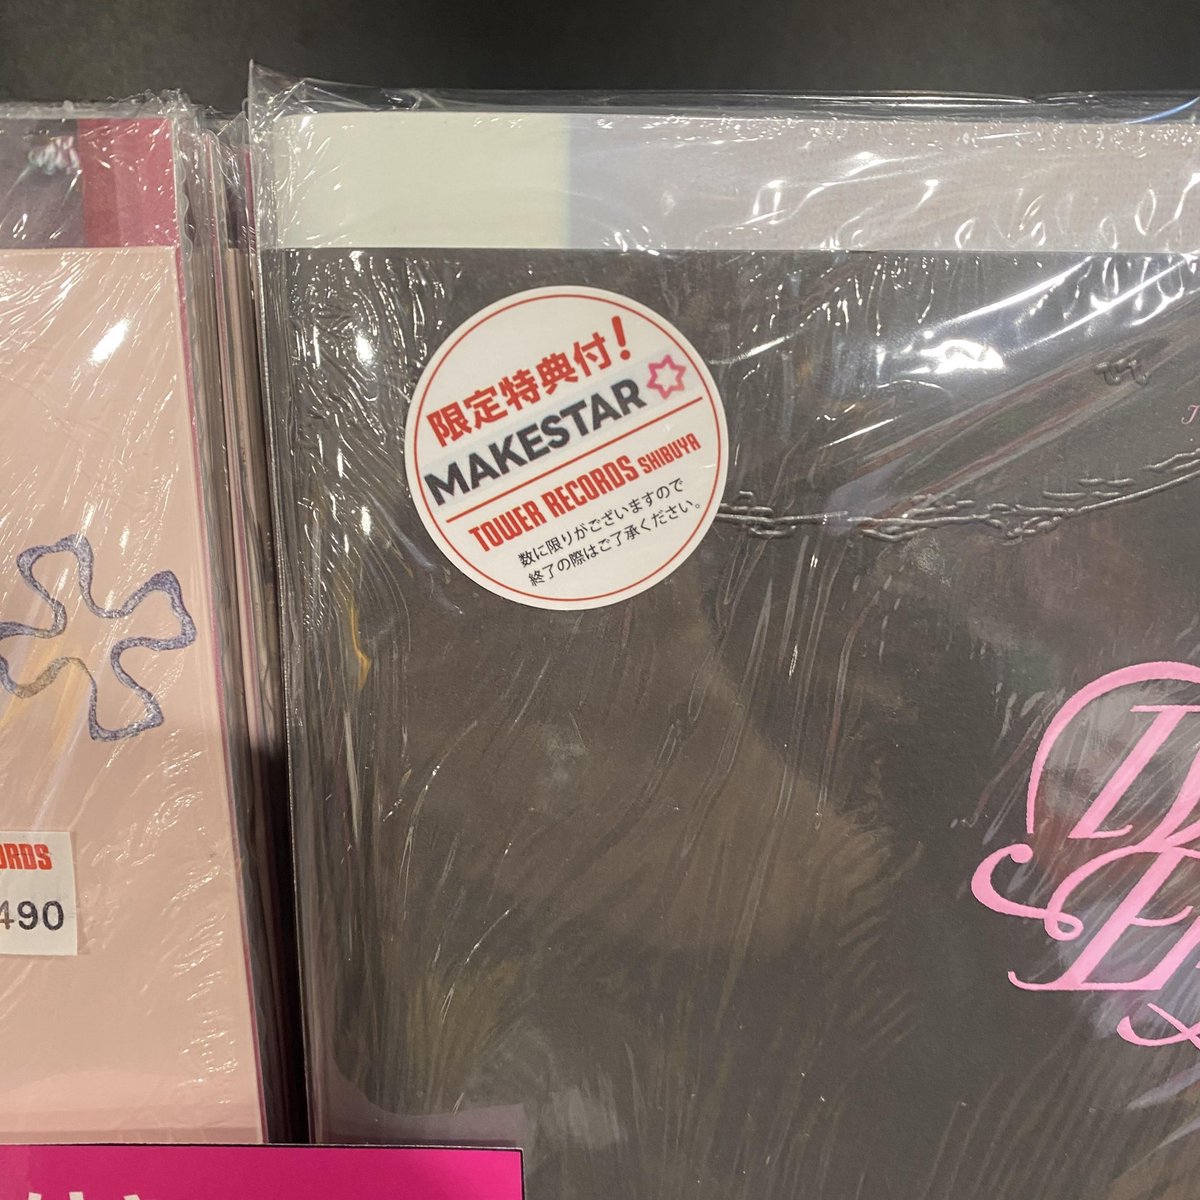 限定特典付!
MAKESTAR
TOWER RECORDS SHIBUYA
数に限りがございますので
終了の際はご了承ください。
ORDS
490